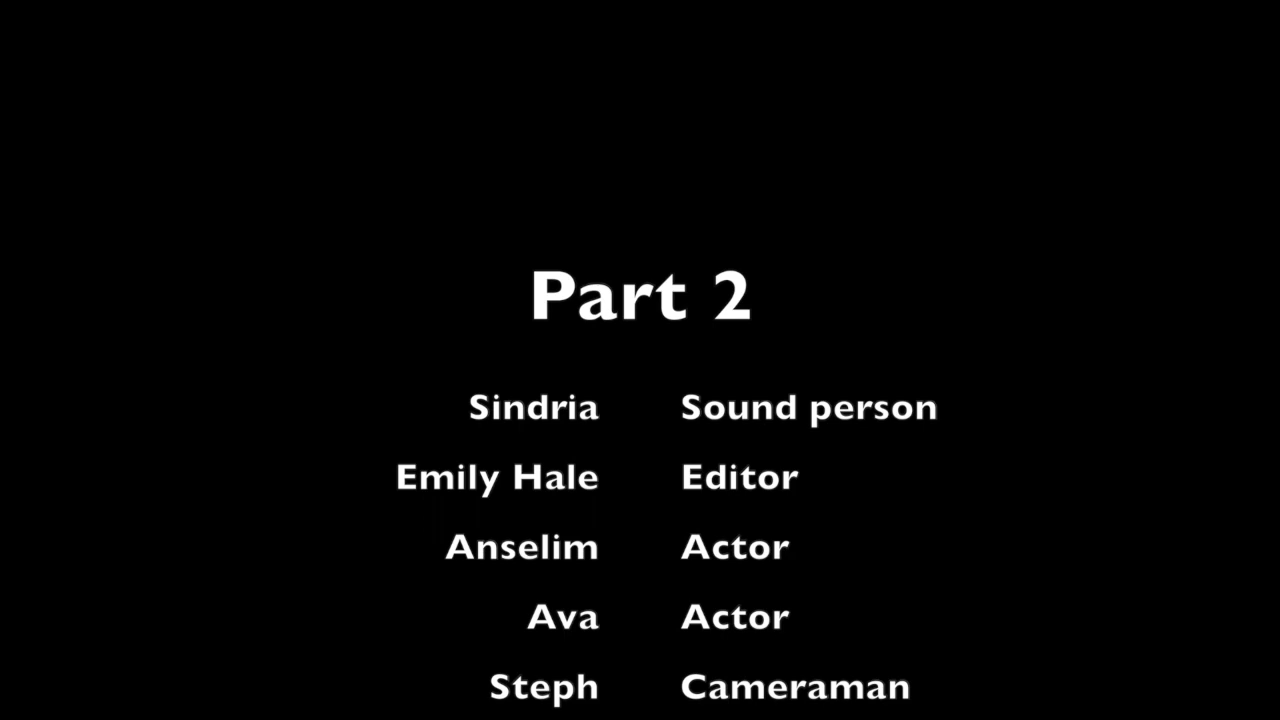 Part 2
Sindria Sound person
Emily Hale Editor
Anselim Actor
Ava Actor
Steph Cameraman